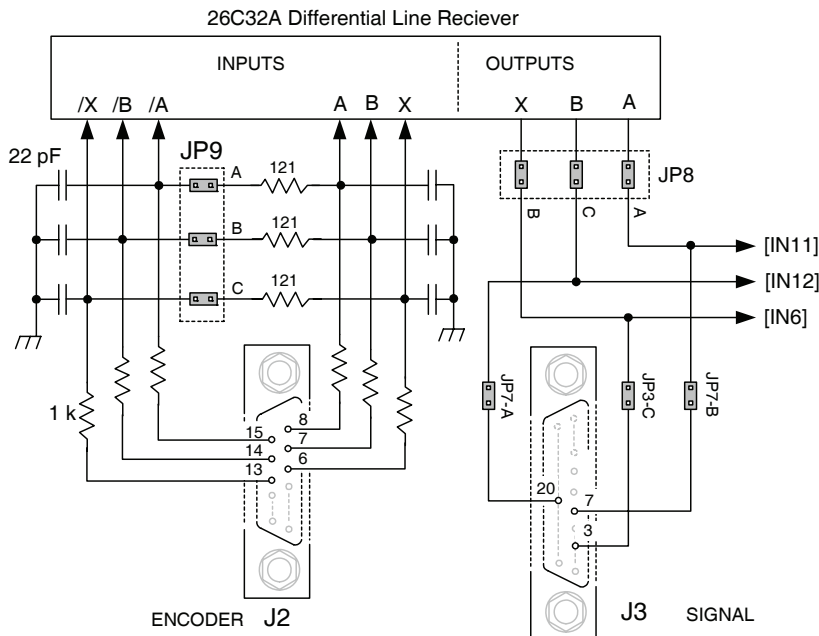 26C32A Differential Line Reciever
INPUTS
OUTPUTS
/X /B /A A B X X B A
22 pF
JP9
A
121
JP8
B
C
A
B
121
[IN11]
C
121
[IN12]
[IN6]
1 k
JP7-A
JP3-C
JP7-B
15
8
14
7
13
6
20
7
3
ENCODER J2
J3 SIGNAL